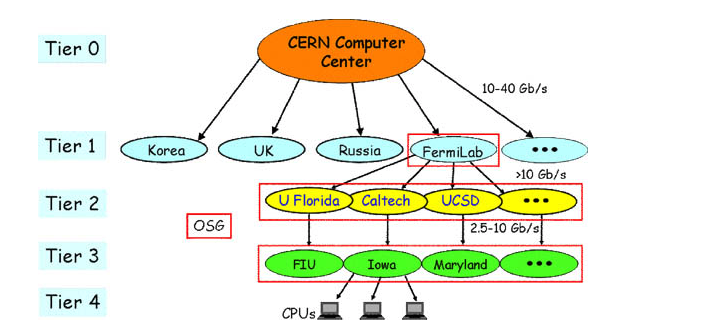 Tier 0
CERN Computer
Center
10-40 Gb/s
Tier 1
Korea
UK
Russia
FermiLab
•••
>10 Gb/s
Tier 2
U Florida
Caltech
UCSD
•••
OSG
2.5-10 Gb/s
Tier 3
FIU
Iowa
Maryland
•••
Tier 4
CPUs